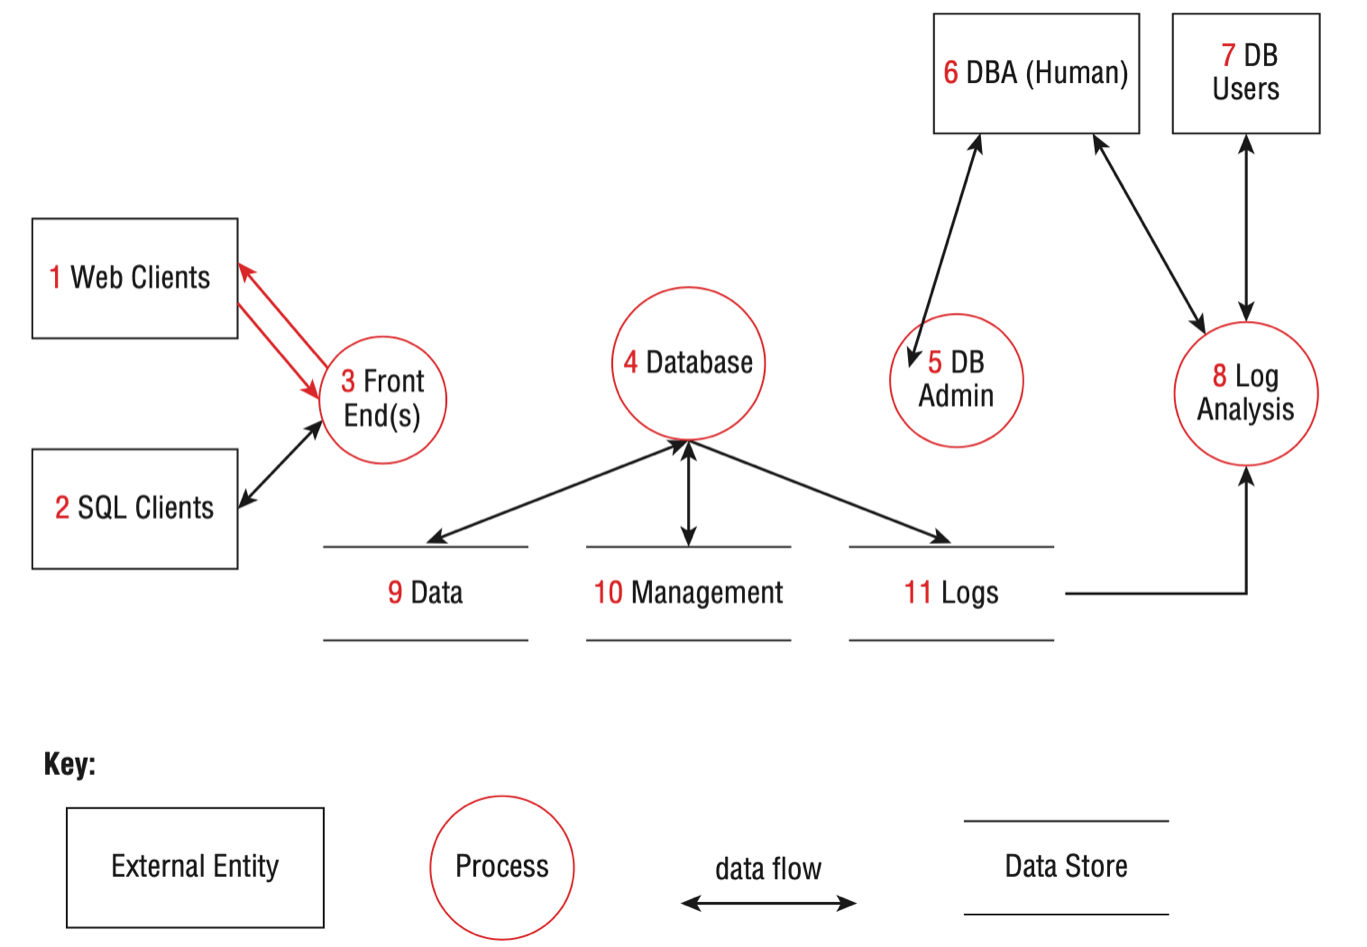 6 DBA (Human)
7 DB
Users
1 Web Clients
3 Front
End(s)
4 Database
5 DB
Admin
8 Log
Analysis
2 SQL Clients
9 Data
10 Management
11 Logs
Key:
External Entity
Process
data flow
Data Store